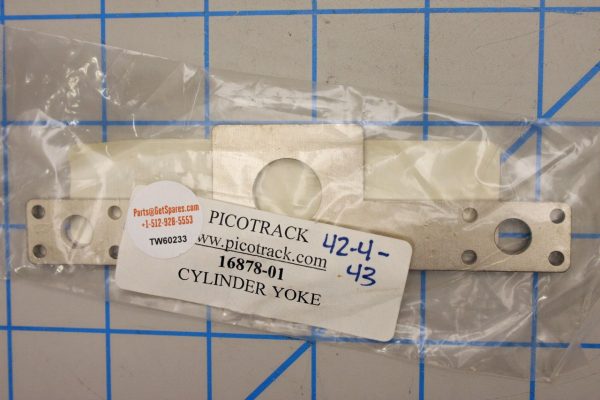 Parts@GetSpares.com
+1-512-928-5553
TW60233
PICOTRACK
www.picotrack.com
16878-01
CYLINDER YOKE
42-4-
43